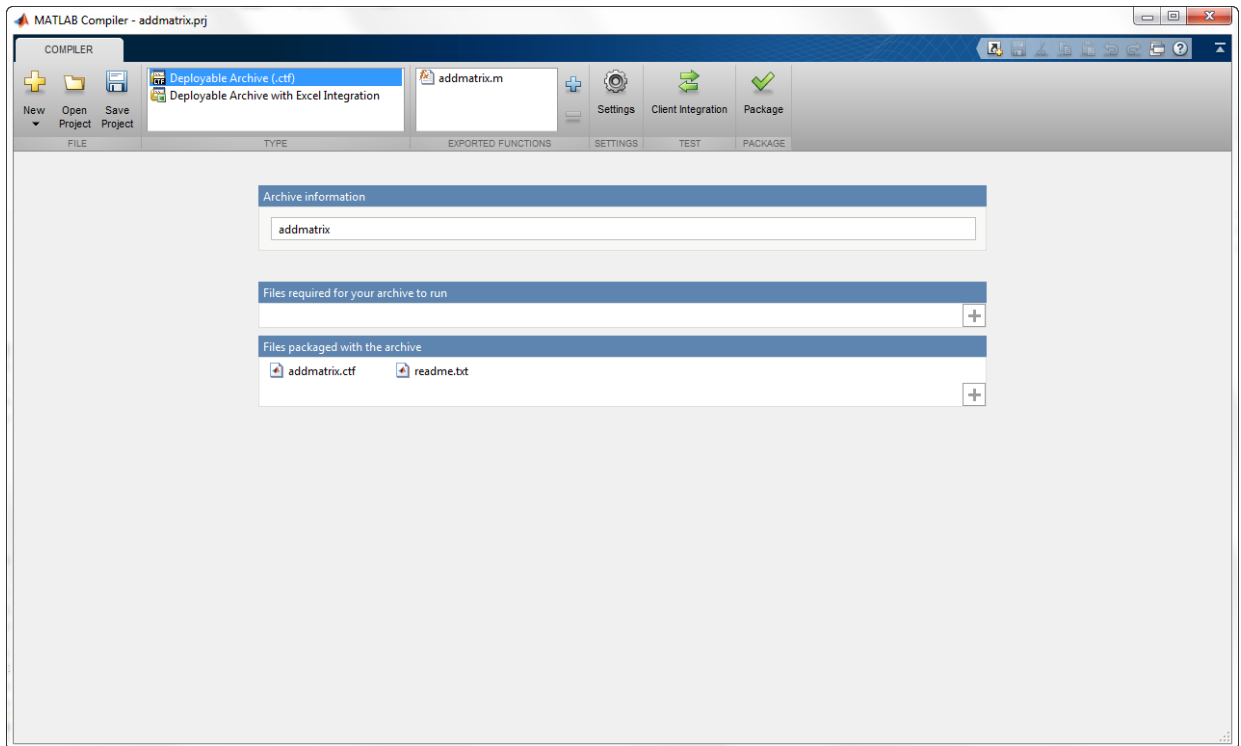 MATLAB Compiler - addmatrix.prj
COMPILER
New
Open Project
Save Project
FILE
Deployable Archive (.ctf)
Deployable Archive with Excel Integration
TYPE
addmatrix.m
EXPORTED FUNCTIONS
Settings
SETTINGS
Client Integration
TEST
Package
PACKAGE
Archive information
addmatrix
Files required for your archive to run
Files packaged with the archive
addmatrix.ctf readme.txt